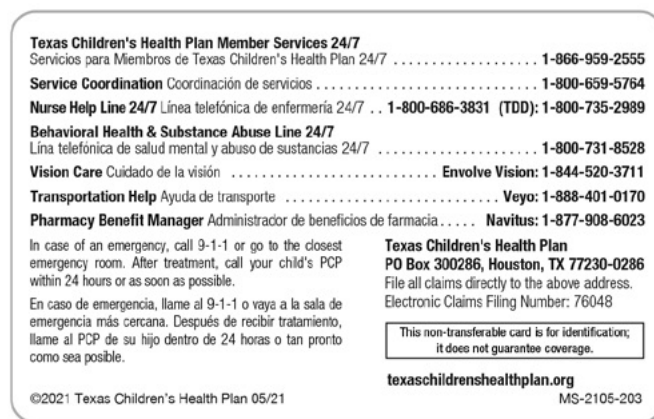 Texas Children's Health Plan Member Services 24/7
Servicios para Miembros de Texas Children's Health Plan 24/7 . . . . . . . . . . . . . . . . . . . 1-866-959-2555
Service Coordination Coordinación de servicios . . . . . . . . . . . . . . . . . . . . . . . . . . . . . 1-800-659-5764
Nurse Help Line 24/7 Línea telefónica de enfermería 24/7 . . 1-800-686-3831 (TDD): 1-800-735-2989
Behavioral Health & Substance Abuse Line 24/7
Lína telefónica de salud mental y abuso de sustancias 24/7 . . . . . . . . . . . . . . . . . . . . . 1-800-731-8528
Vision Care Cuidado de la visión . . . . . . . . . . . . . . . . . . . . . . . . . . . . Envolve Vision: 1-844-520-3711
Transportation Help Ayuda de transporte . . . . . . . . . . . . . . . . . . . . . . . . . . . . . . Veyo: 1-888-401-0170
Pharmacy Benefit Manager Administrador de beneficios de farmacia . . . . . Navitus: 1-877-908-6023
In case of an emergency, call 9-1-1 or go to the closest
emergency room. After treatment, call your child's PCP
within 24 hours or as soon as possible.
En caso de emergencia, llame al 9-1-1 o vaya a la sala de
emergencia más cercana. Después de recibir tratamiento,
llame al PCP de su hijo dentro de 24 horas o tan pronto
como sea posible.
Texas Children's Health Plan
PO Box 300286, Houston, TX 77230-0286
File all claims directly to the above address.
Electronic Claims Filing Number: 76048
This non-transferable card is for identification;
it does not guarantee coverage.
texaschildrenshealthplan.org
©2021 Texas Children's Health Plan 05/21
MS-2105-203